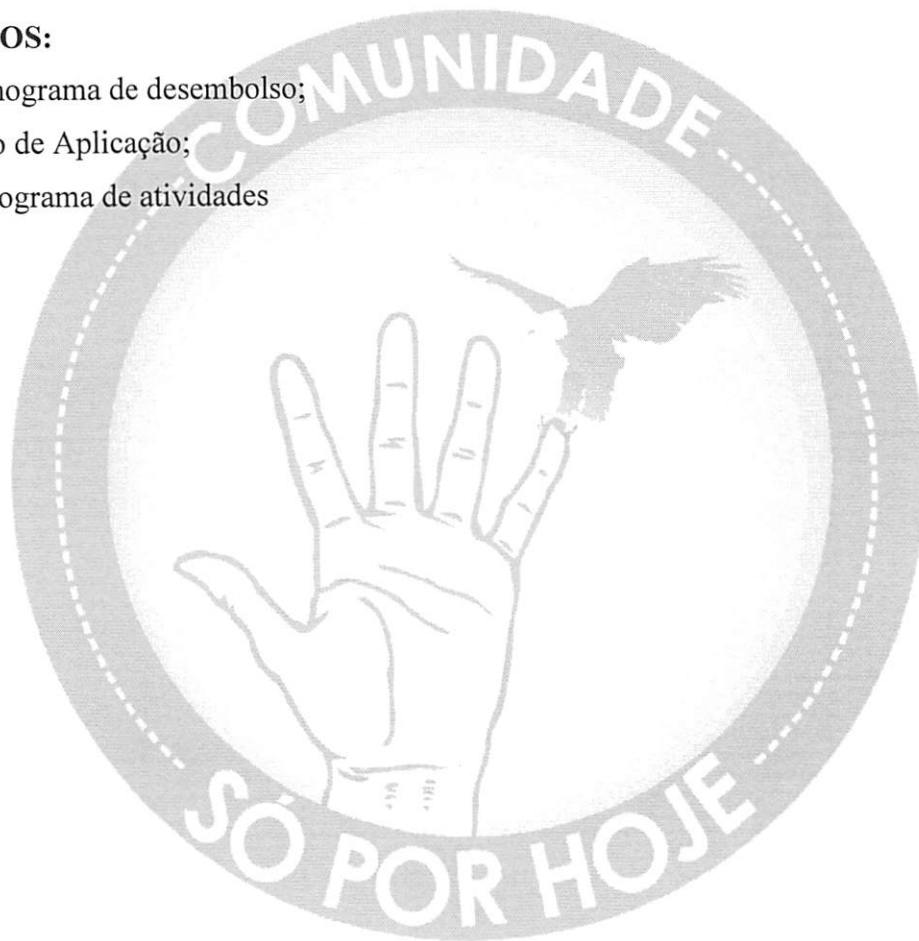 OS:
nograma de desembolso;
o de Aplicação;
ograma de atividades
COMUNIDADE
SÓ POR HOJE